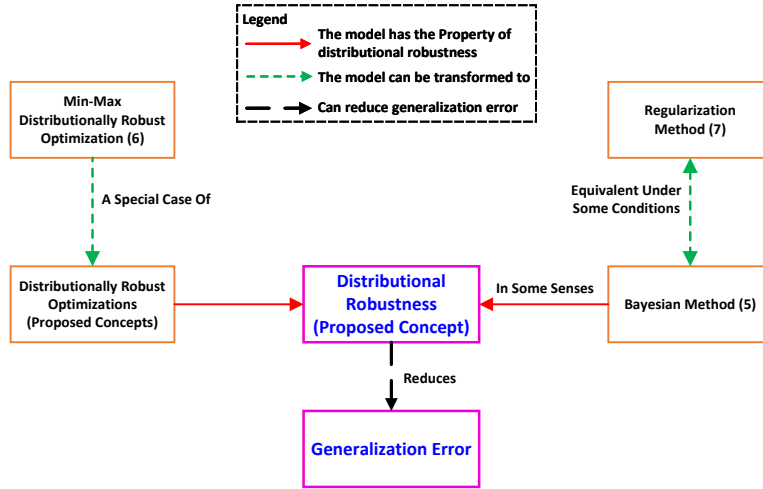 Legend
The model has the Property of
distributional robustness
The model can be transformed to
Can reduce generalization error
Min-Max
Distributionally Robust
Optimization (6)
Regularization
Method (7)
A Special Case Of
Equivalent Under
Some Conditions
Distributionally Robust
Optimizations
(Proposed Concepts)
Distributional
Robustness
(Proposed Concept)
In Some Senses
Bayesian Method (5)
Reduces
Generalization Error